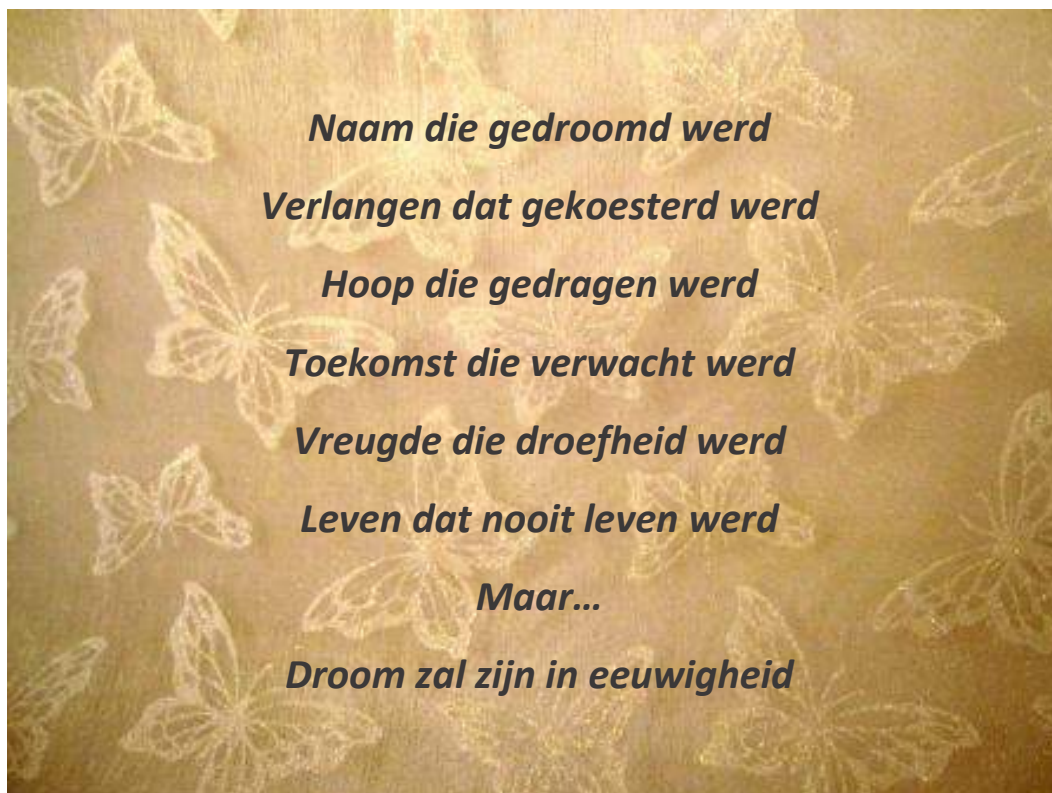 Naam die gedroomd werd
Verlangen dat gekoesterd werd
Hoop die gedragen werd
Toekomst die verwacht werd
Vreugde die droefheid werd
Leven dat nooit leven werd
Maar…
Droom zal zijn in eeuwigheid